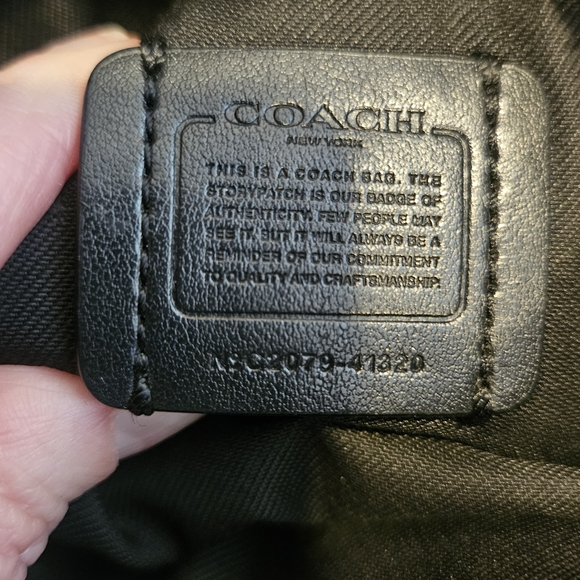 COACH
NEW YORK
THIS IS A COACH BAG. THE
STORYPATCH IS OUR BADGE OF
AUTHENTICITY. FEW PEOPLE MAY
SEE IT, BUT IT WILL ALWAYS BE A
REMINDER OF OUR COMMITMENT
TO QUALITY AND CRAFTSMANSHIP.
Nº C2079-41320